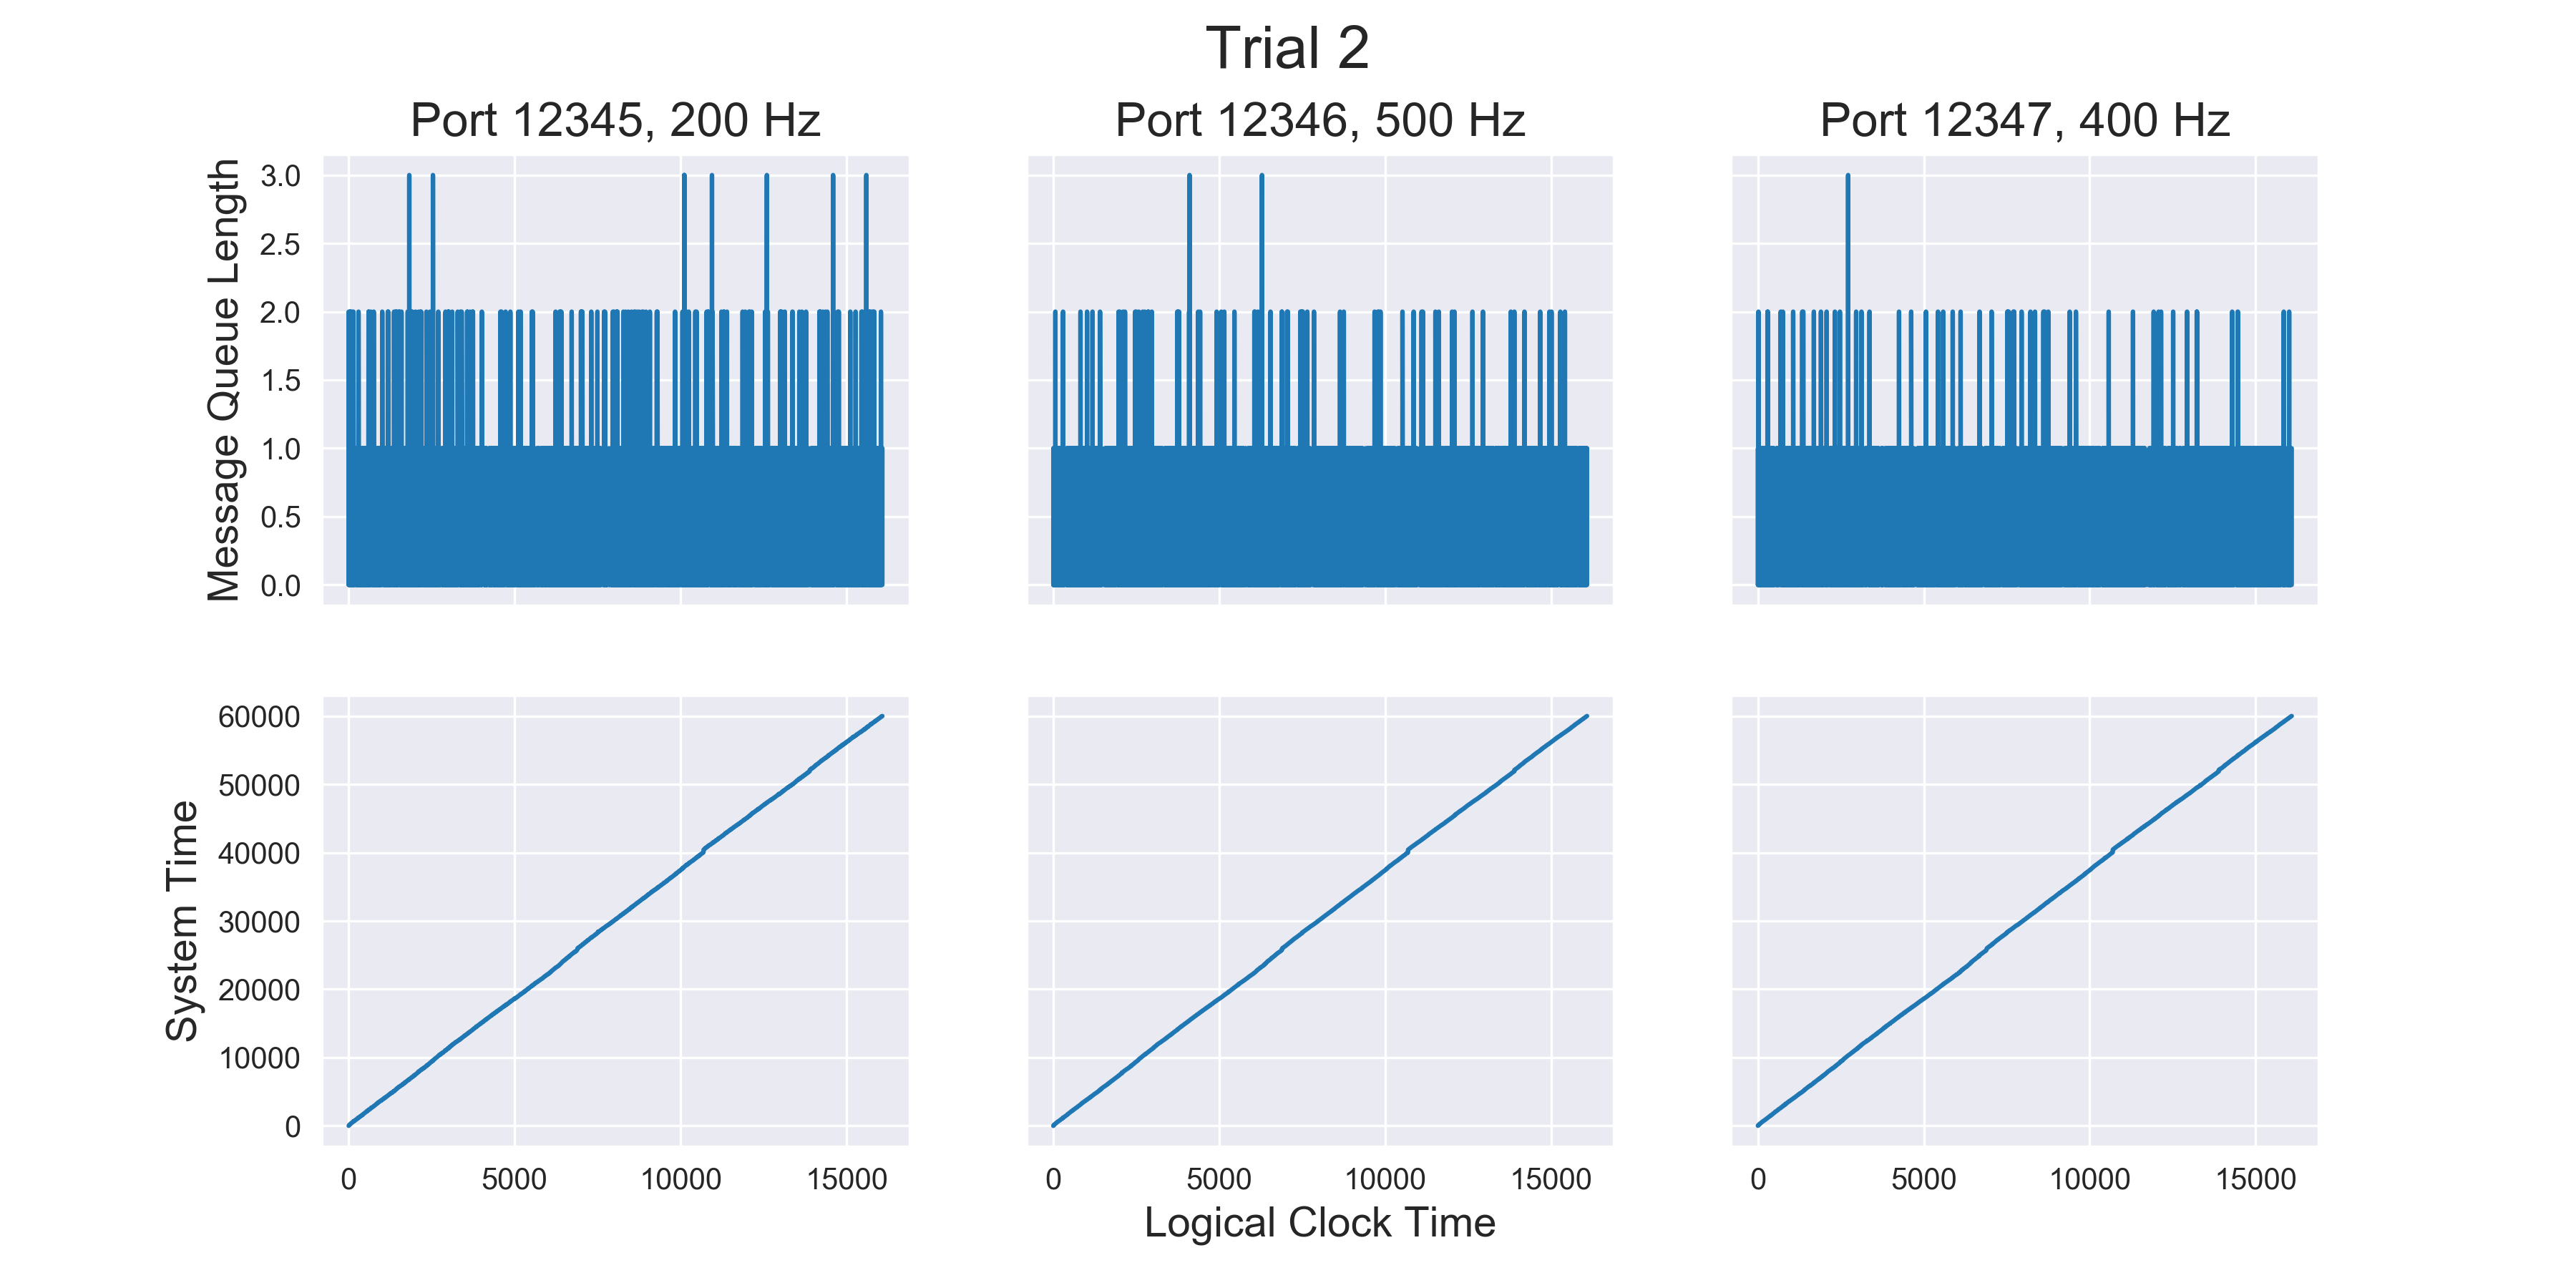 Trial 2
Port 12345, 200 Hz
Port 12346, 500 Hz
Port 12347, 400 Hz
Message Queue Length
3.0
2.5
2.0
1.5
1.0
0.5
0.0
System Time
60000
50000
40000
30000
20000
10000
0
0 5000 10000 15000
0 5000 10000 15000
0 5000 10000 15000
Logical Clock Time